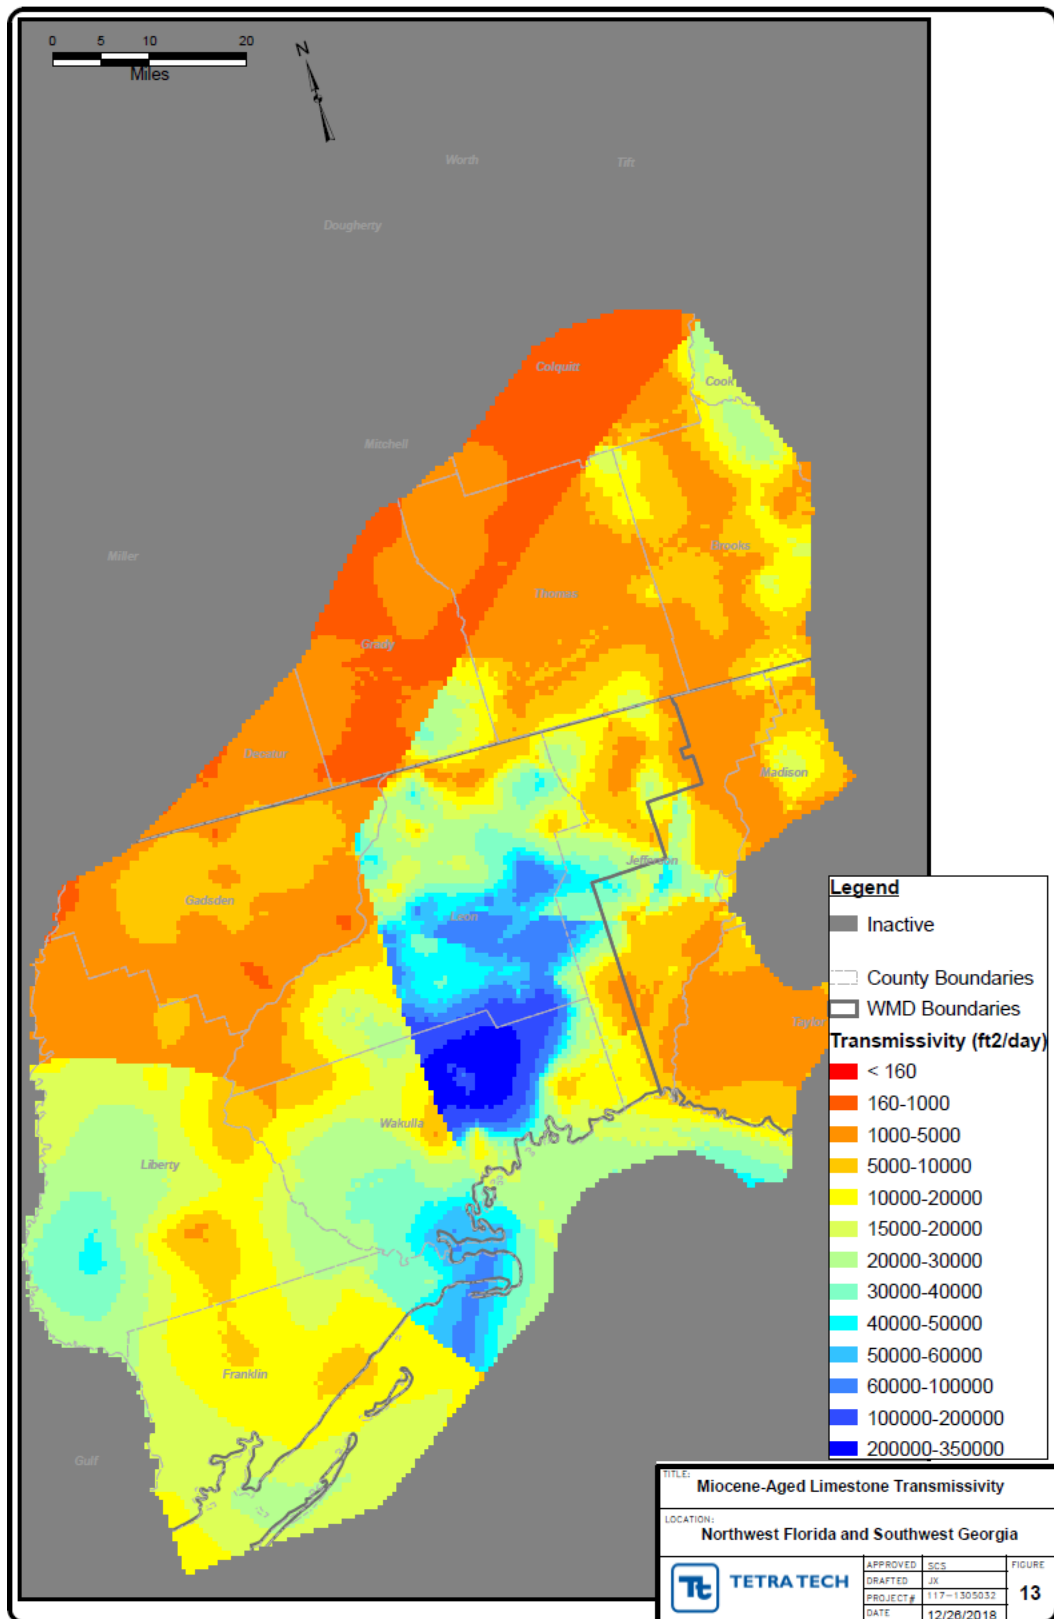 0 5 10 20
Miles
N
Worth
Tift
Dougherty
Colquitt
Cook
Mitchell
Miller
Brooks
Thomas
Grady
Decatur
Madison
Jefferson
Gadsden
Leon
Taylor
Wakulla
Liberty
Franklin
Gulf
Legend
Inactive
County Boundaries
WMD Boundaries
Transmissivity (ft2/day)
< 160
160-1000
1000-5000
5000-10000
10000-20000
15000-20000
20000-30000
30000-40000
40000-50000
50000-60000
60000-100000
100000-200000
200000-350000
TITLE:
Miocene-Aged Limestone Transmissivity
LOCATION:
Northwest Florida and Southwest Georgia
Tt TETRA TECH
APPROVED SCS FIGURE
DRAFTED JX
PROJECT# 117-1305032 13
DATE 12/26/2018